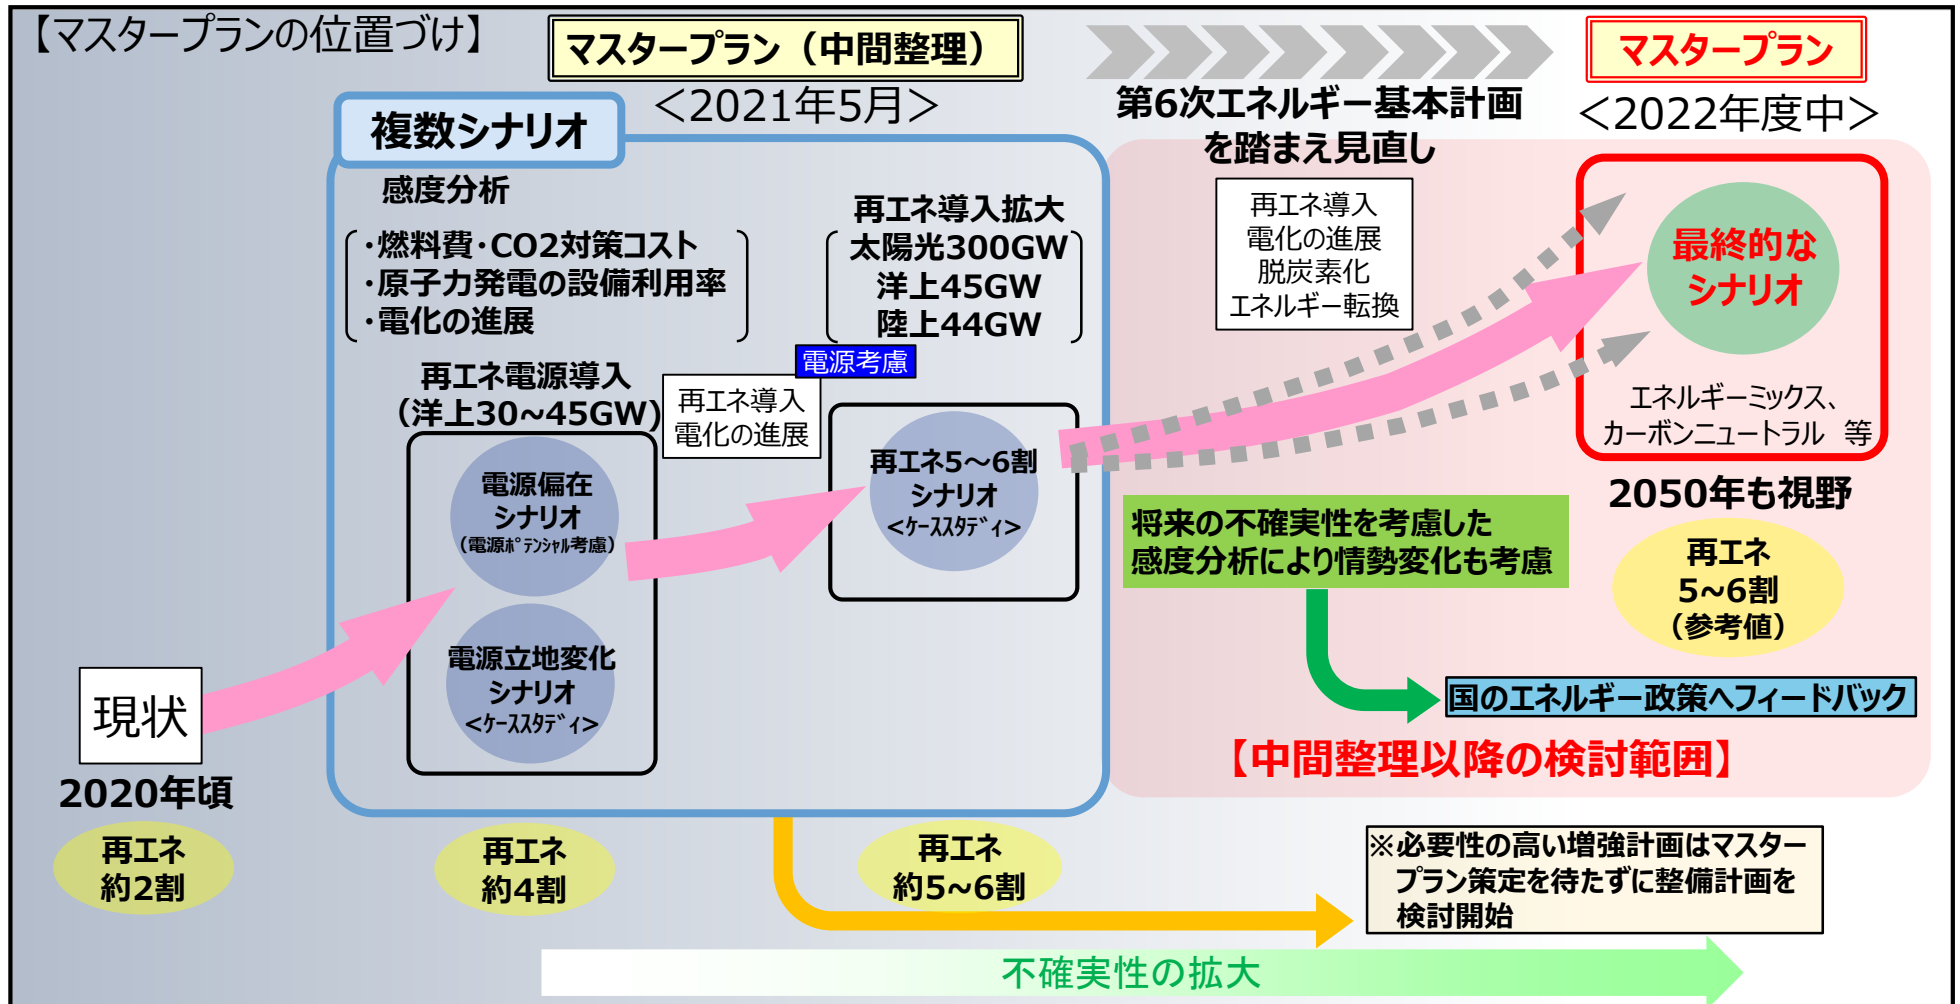 【マスタープランの位置づけ】
マスタープラン（中間整理）
＜2021年5月＞
マスタープラン
＜2022年度中＞
第6次エネルギー基本計画
を踏まえ見直し
複数シナリオ
感度分析
・燃料費・CO2対策コスト
・原子力発電の設備利用率
・電化の進展
再エネ導入拡大
太陽光300GW
洋上45GW
陸上44GW
再エネ導入
電化の進展
脱炭素化
エネルギー転換
最終的な
シナリオ
エネルギーミックス、
カーボンニュートラル 等
電源考慮
再エネ電源導入
（洋上30~45GW)
再エネ導入
電化の進展
電源偏在
シナリオ
（電源ﾎﾟﾃﾝｼｬﾙ考慮）
再エネ5～6割
シナリオ
<ｹｰｽｽﾀﾃﾞｨ>
電源立地変化
シナリオ
<ｹｰｽｽﾀﾃﾞｨ>
将来の不確実性を考慮した
感度分析により情勢変化も考慮
2050年も視野
再エネ
5~6割
（参考値）
国のエネルギー政策へフィードバック
【中間整理以降の検討範囲】
現状
2020年頃
再エネ
約2割
再エネ
約4割
再エネ
約5~6割
※必要性の高い増強計画はマスター
プラン策定を待たずに整備計画を
検討開始
不確実性の拡大